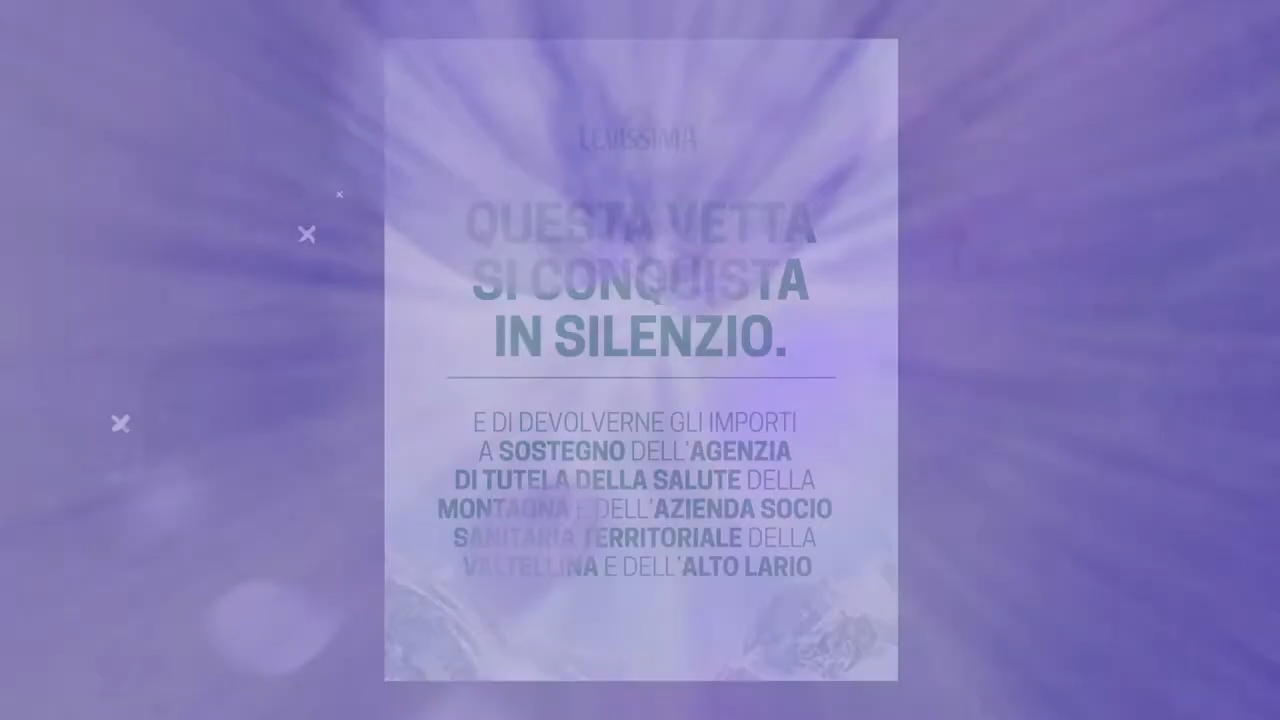 LEVISSIMA
QUESTA VETTA
SI CONQUISTA
IN SILENZIO.
E DI DEVOLVERNE GLI IMPORTI
A SOSTEGNO DELL'AGENZIA
DI TUTELA DELLA SALUTE DELLA
MONTAGNA E DELL'AZIENDA SOCIO
SANITARIA TERRITORIALE DELLA
VALTELLINA E DELL'ALTO LARIO